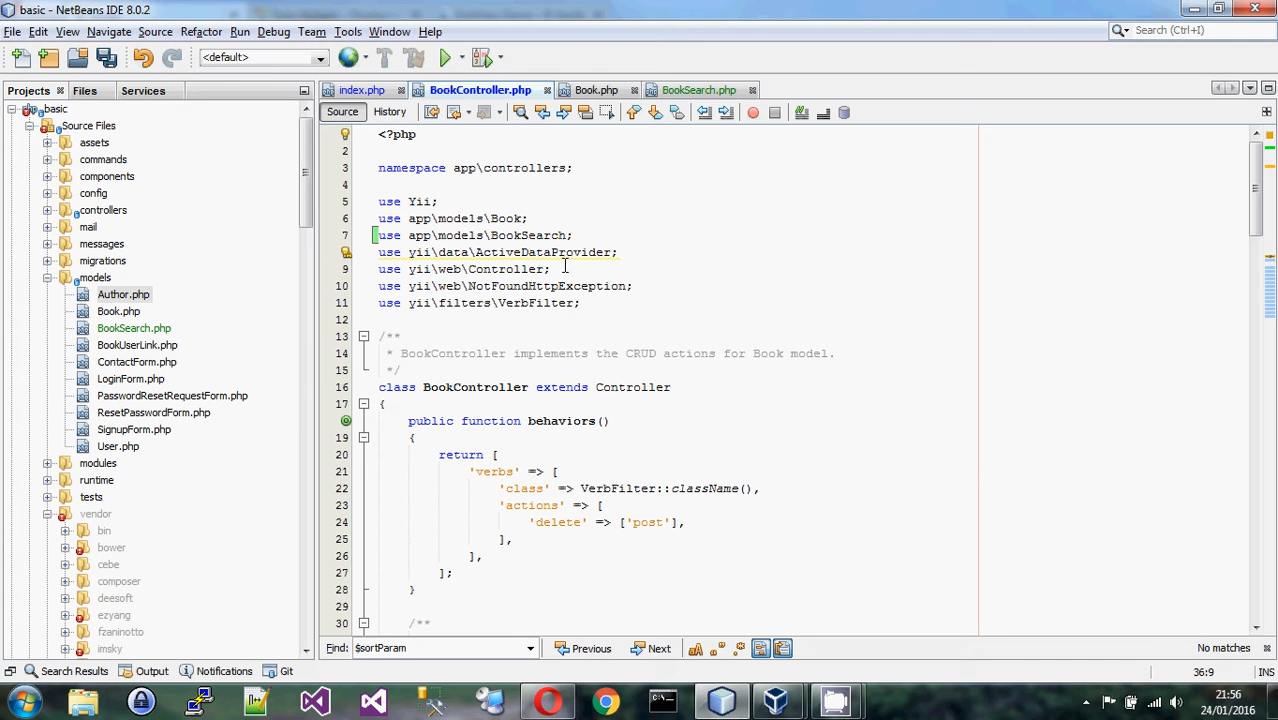 basic - NetBeans IDE 8.0.2
File Edit View Navigate Source Refactor Run Debug Team Tools Window Help
Search (Ctrl+I)
<default>
Projects Files Services
index.php BookController.php Book.php BookSearch.php
Source History
basic
Source Files
assets
commands
components
config
controllers
mail
messages
migrations
models
Author.php
Book.php
BookSearch.php
BookUserLink.php
ContactForm.php
LoginForm.php
PasswordResetRequestForm.php
ResetPasswordForm.php
SignupForm.php
User.php
modules
runtime
tests
vendor
bin
bower
cebe
composer
deesoft
ezyang
fzaninotto
imsky
<?php
2
3 namespace app\controllers;
4
5 use Yii;
6 use app\models\Book;
7 use app\models\BookSearch;
use yii\data\ActiveDataProvider;
9 use yii\web\Controller;
10 use yii\web\NotFoundHttpException;
11 use yii\filters\VerbFilter;
12
13 /**
14 * BookController implements the CRUD actions for Book model.
15 */
16 class BookController extends Controller
17 {
public function behaviors()
19 {
20 return [
21 'verbs' => [
22 'class' => VerbFilter::className(),
23 'actions' => [
24 'delete' => ['post'],
25 ],
26 ],
27 ];
28 }
29
30 /**
Find: $sortParam Previous Next No matches
Search Results Output Notifications Git 36:9
21:56
24/01/2016